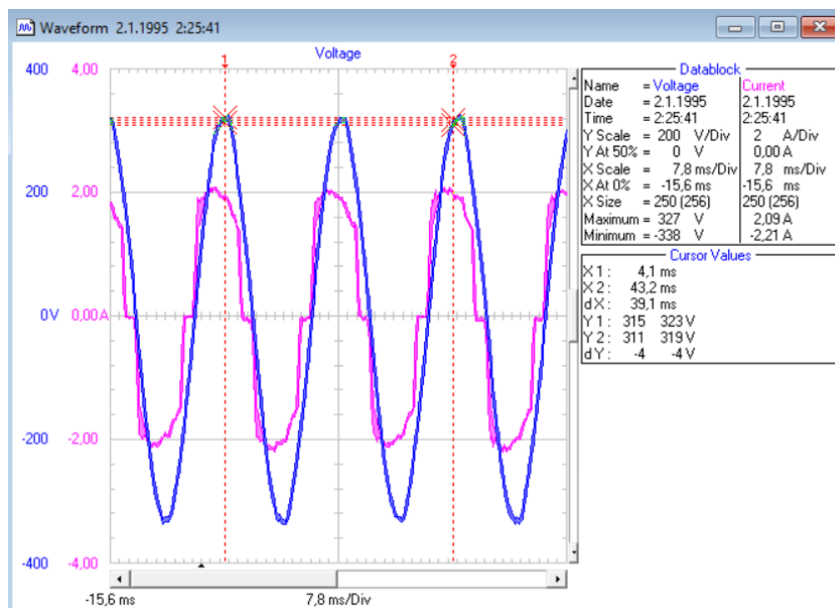 Waveform 2.1.1995 2:25:41
Voltage
400 4,00
200 2,00
0V 0,00A
-200 -2,00
-400 -4,00
1 2
-15,6 ms 7,8 ms/Div
Datablock
Name = Voltage Current
Date = 2.1.1995 2.1.1995
Time = 2:25:41 2:25:41
Y Scale = 200 V/Div 2 A/Div
Y At 50% = 0 V 0,00 A
X Scale = 7,8 ms/Div 7,8 ms/Div
X At 0% = -15,6 ms -15,6 ms
X Size = 250 (256) 250 (256)
Maximum = 327 V 2,09 A
Minimum = -338 V -2,21 A
Cursor Values
X 1 : 4,1 ms
X 2 : 43,2 ms
dX : 39,1 ms
Y 1 : 315 323 V
Y 2 : 311 319 V
dY : -4 -4 V